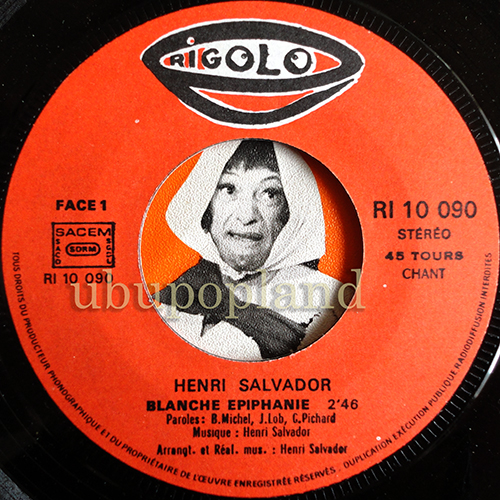 RIGOLO
FACE 1
SACEM
SACD
SDRM
SGDL
RI 10 090
RI 10 090
STÉRÉO
45 TOURS
CHANT
ubupopland
HENRI SALVADOR
BLANCHE EPIPHANIE 2'46
Paroles: B.Michel, J.Lob, G.Pichard
Musique : Henri Salvador
Arrangt. et Réal. mus. : Henri Salvador
TOUS DROITS DU PRODUCTEUR PHONOGRAPHIQUE ET DU PROPRIÉTAIRE DE L'ŒUVRE ENREGISTRÉE RÉSERVÉS - DUPLICATION EXÉCUTION PUBLIQUE RADIODIFFUSION INTERDITES